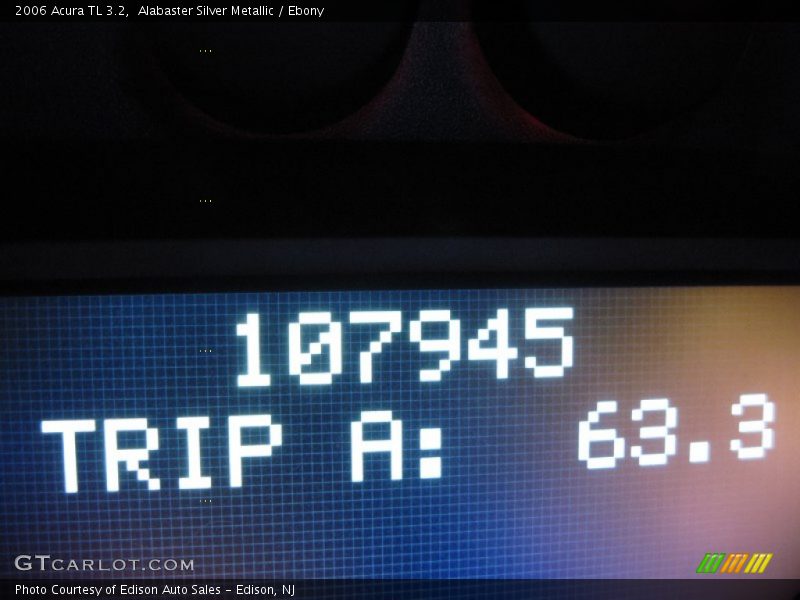 2006 Acura TL 3.2,  Alabaster Silver Metallic / Ebony
107945
TRIP A: 63.3
GTCARLOT.COM
Photo Courtesy of Edison Auto Sales - Edison, NJ